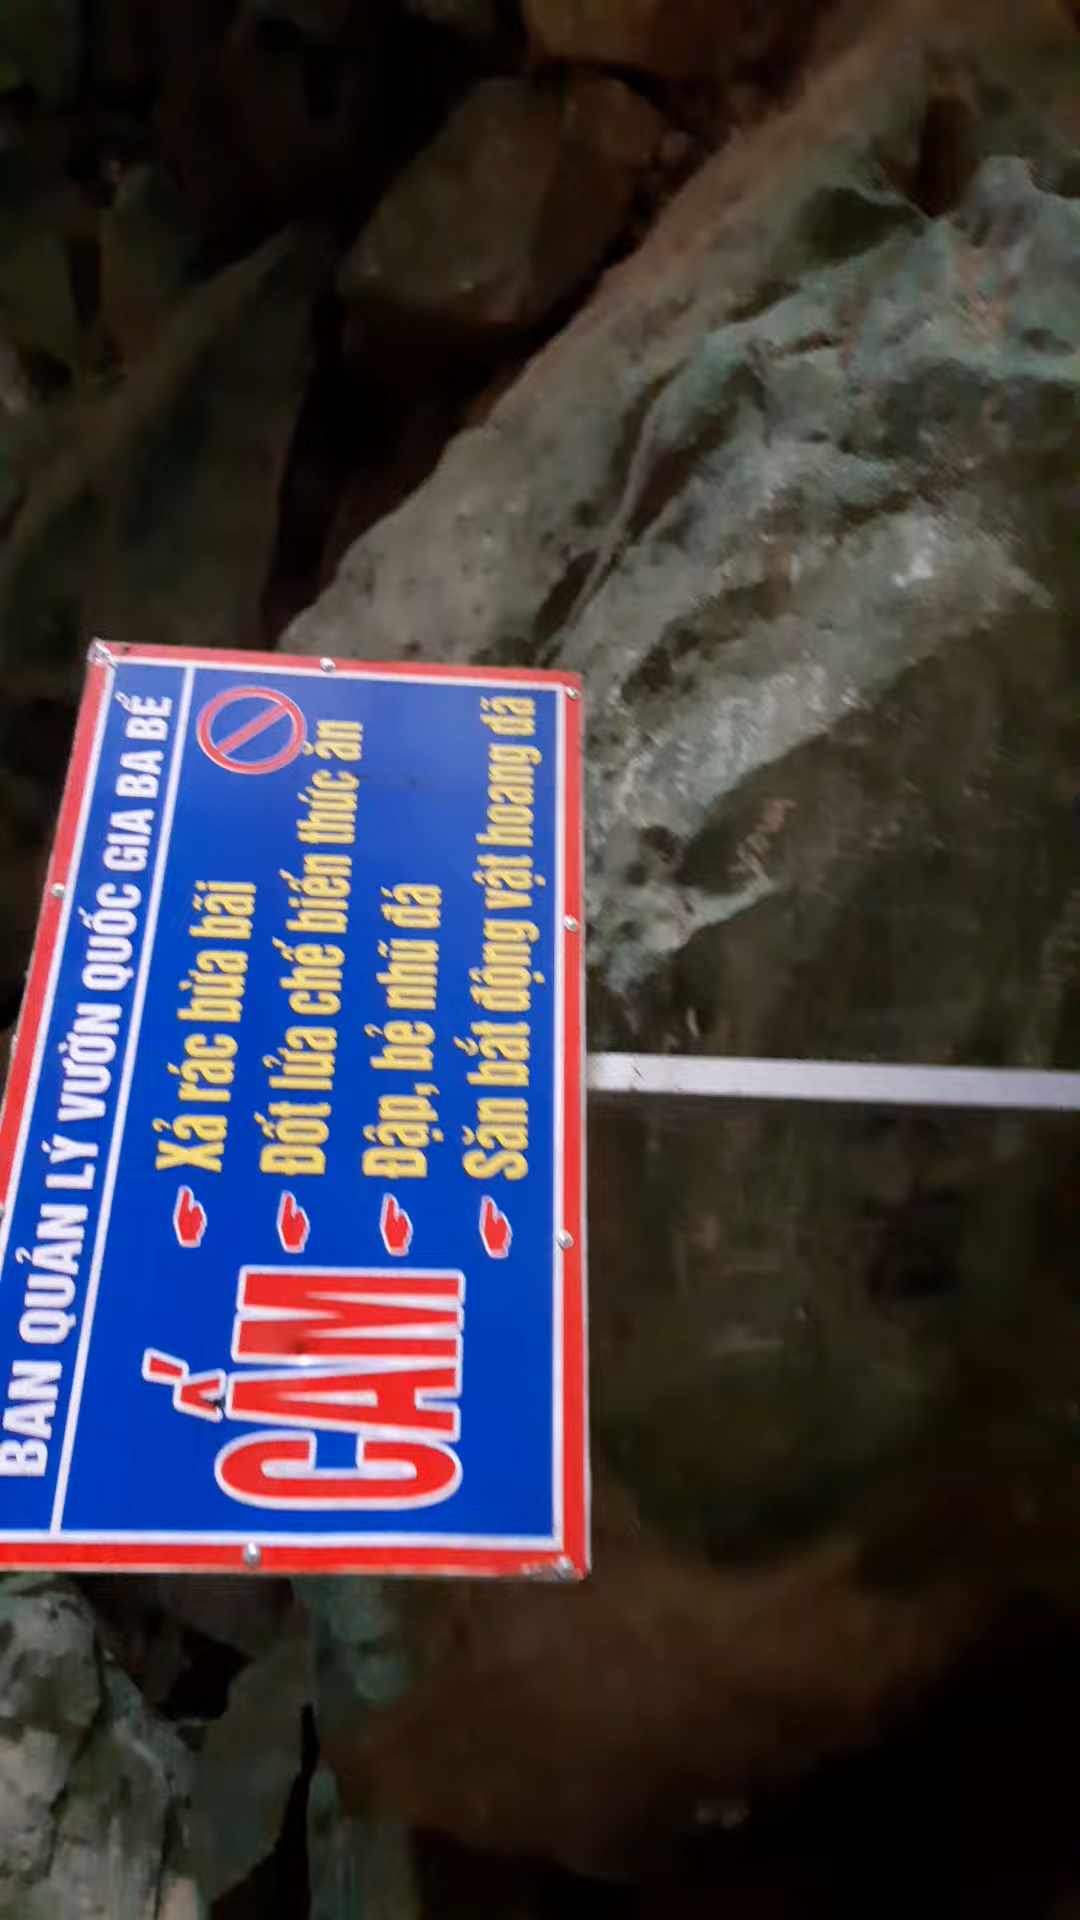 BAN QUẢN LÝ VƯỜN QUỐC GIA BA BỂ
CẤM
Xả rác bừa bãi
Đốt lửa chế biến thức ăn
Đập, bẻ nhũ đá
Săn bắt động vật hoang dã